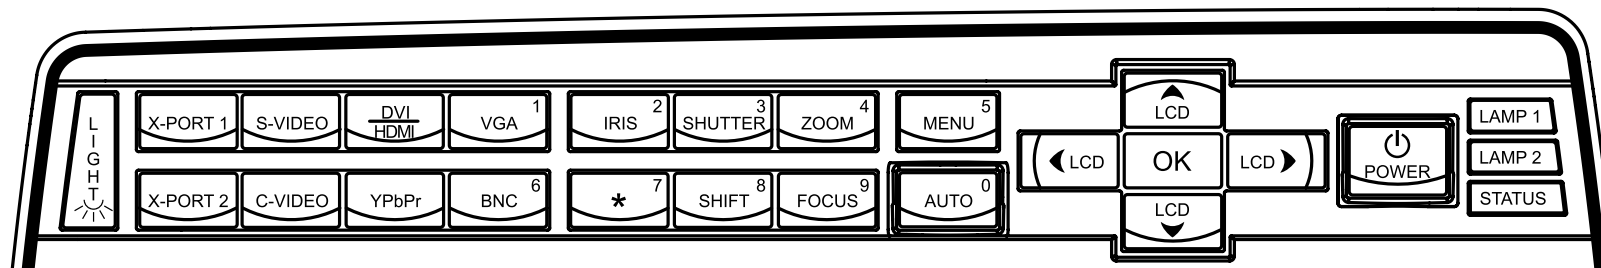 LIGHT
X-PORT 1
S-VIDEO
DVI
HDMI
1
VGA
2
IRIS
3
SHUTTER
4
ZOOM
5
MENU
X-PORT 2
C-VIDEO
YPbPr
6
BNC
7
*
8
SHIFT
9
FOCUS
0
AUTO
LCD
LCD
OK
LCD
LCD
POWER
LAMP 1
LAMP 2
STATUS